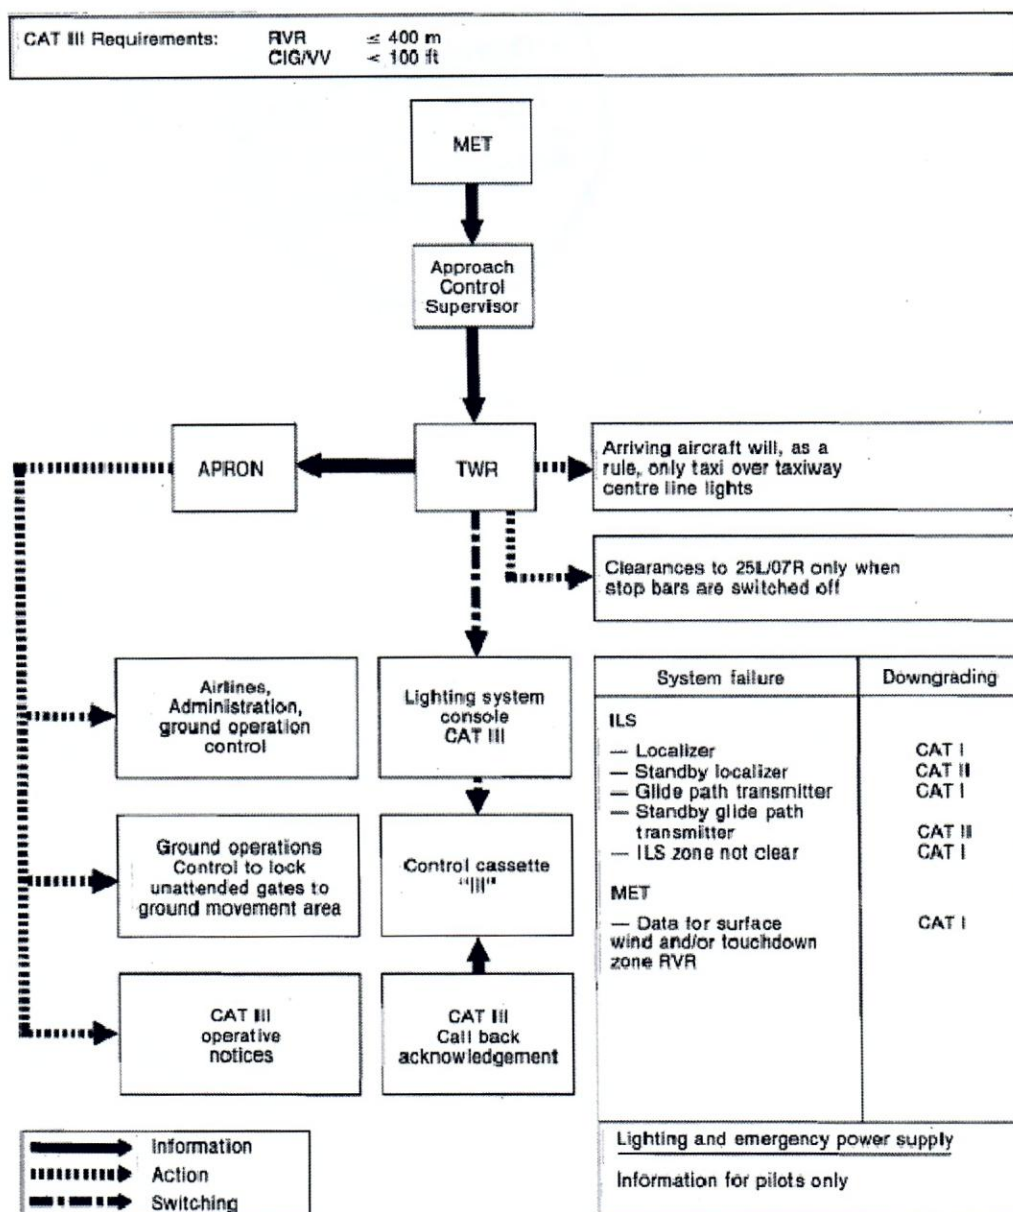 CAT III Requirements: RVR ≤ 400 m
CIG/VV < 100 ft
MET
Approach
Control
Supervisor
APRON
TWR
Arriving aircraft will, as a
rule, only taxi over taxiway
centre line lights
Clearances to 25L/07R only when
stop bars are switched off
Airlines,
Administration,
ground operation
control
Lighting system
console
CAT III
Ground operations
Control to lock
unattended gates to
ground movement area
Control cassette
"III"
CAT III
operative
notices
CAT III
Call back
acknowledgement
System failure Downgrading
ILS
— Localizer CAT I
— Standby localizer CAT II
— Glide path transmitter CAT I
— Standby glide path
transmitter CAT II
— ILS zone not clear CAT I
MET
— Data for surface CAT I
wind and/or touchdown
zone RVR
Lighting and emergency power supply
Information for pilots only
Information
Action
Switching